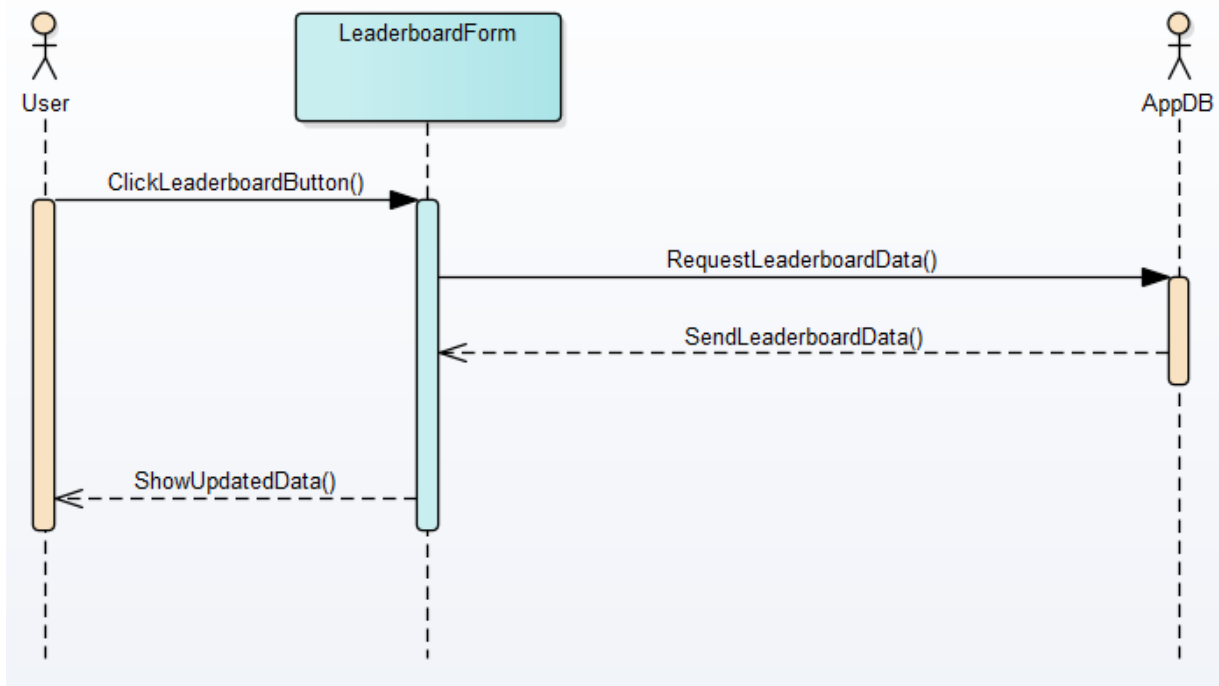 LeaderboardForm
User
AppDB
ClickLeaderboardButton()
RequestLeaderboardData()
SendLeaderboardData()
ShowUpdatedData()